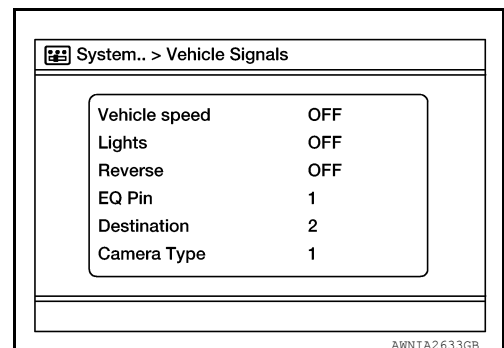 System.. > Vehicle Signals
Vehicle speed OFF
Lights OFF
Reverse OFF
EQ Pin 1
Destination 2
Camera Type 1
AWNIA2633GB